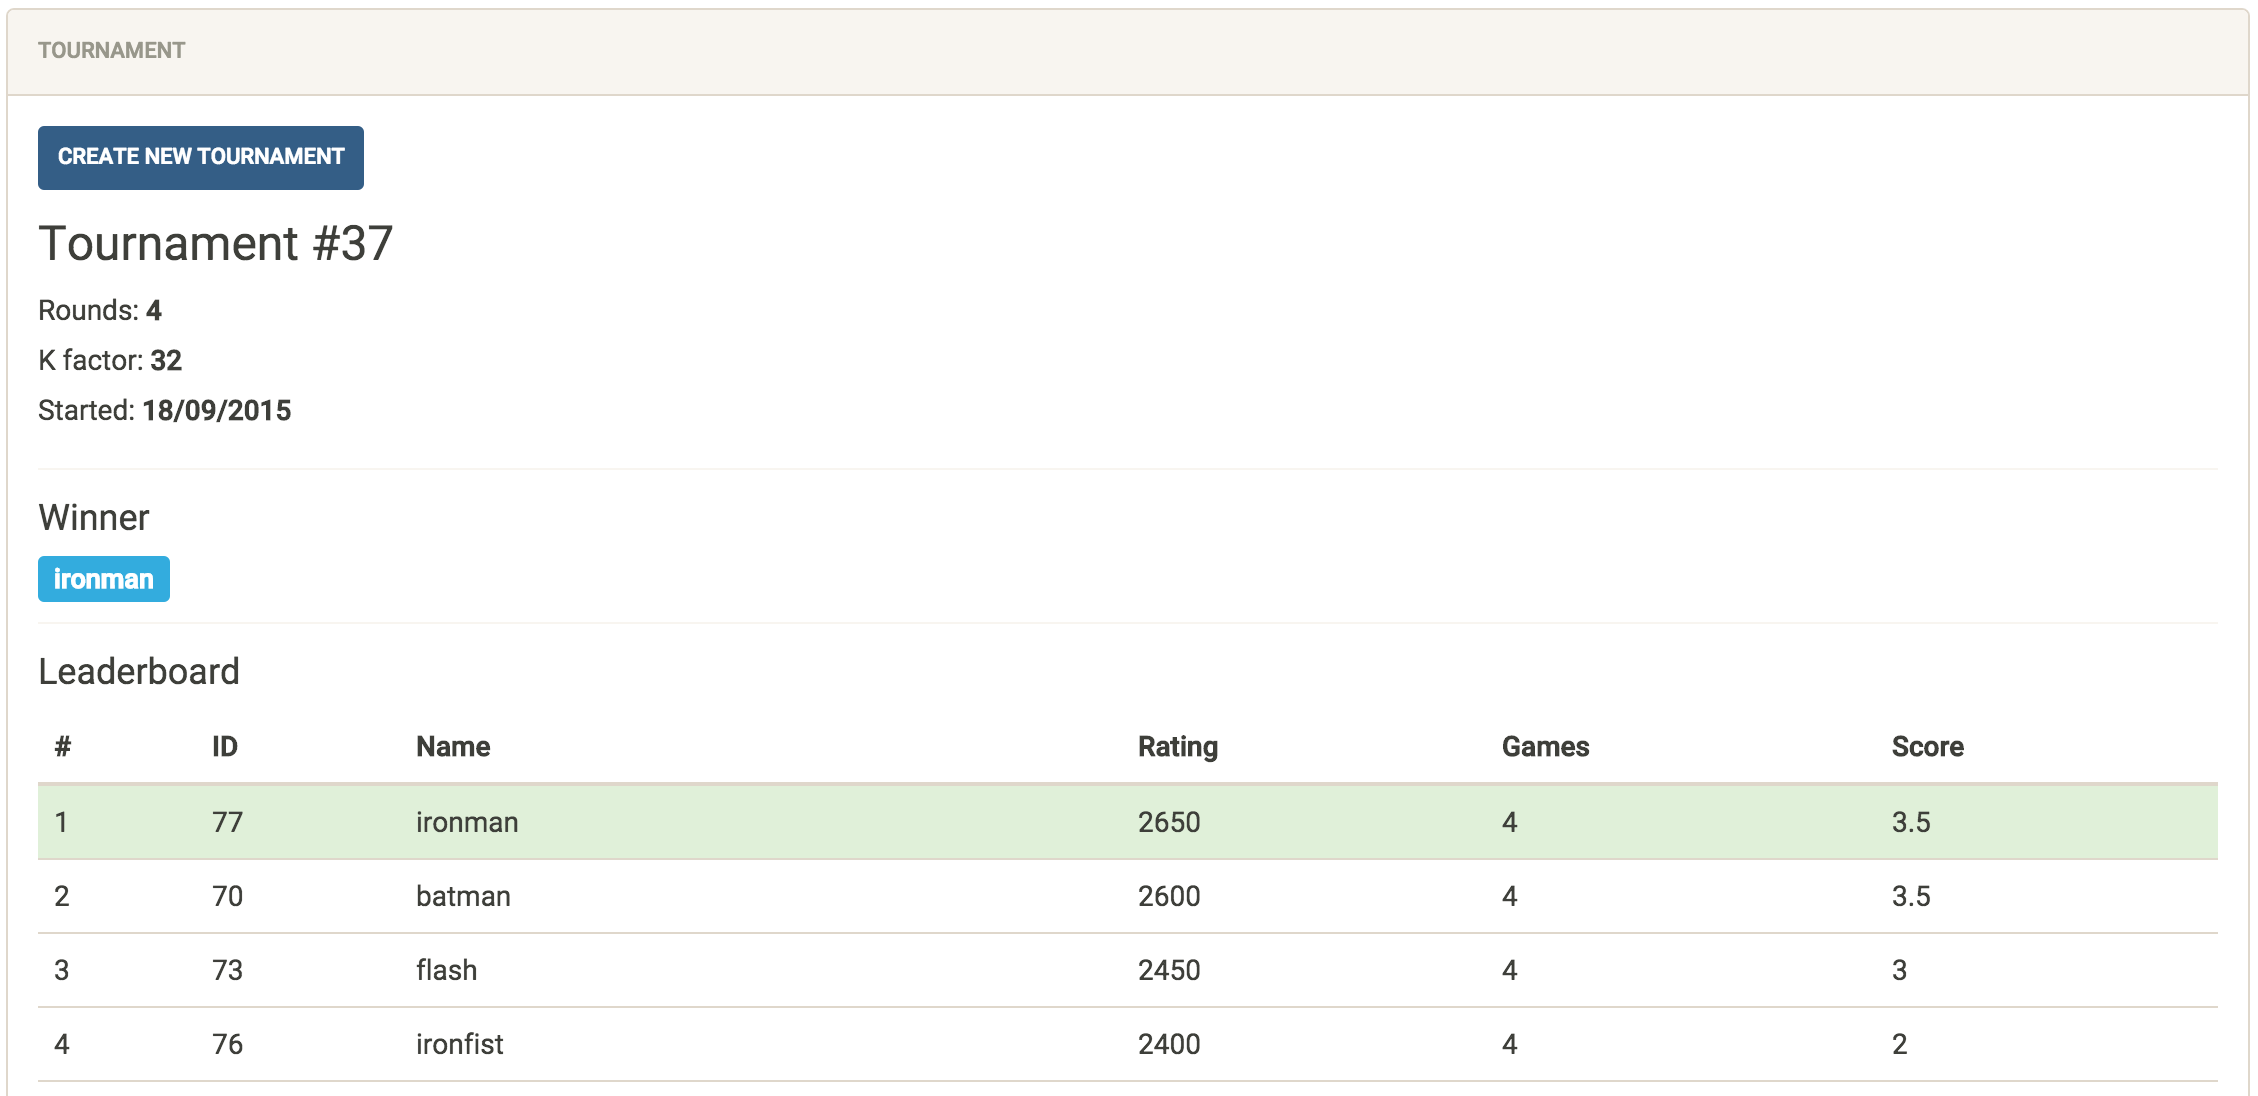 TOURNAMENT
CREATE NEW TOURNAMENT
Tournament #37
Rounds: 4
K factor: 32
Started: 18/09/2015
Winner
ironman
Leaderboard
# ID Name Rating Games Score
1 77 ironman 2650 4 3.5
2 70 batman 2600 4 3.5
3 73 flash 2450 4 3
4 76 ironfist 2400 4 2